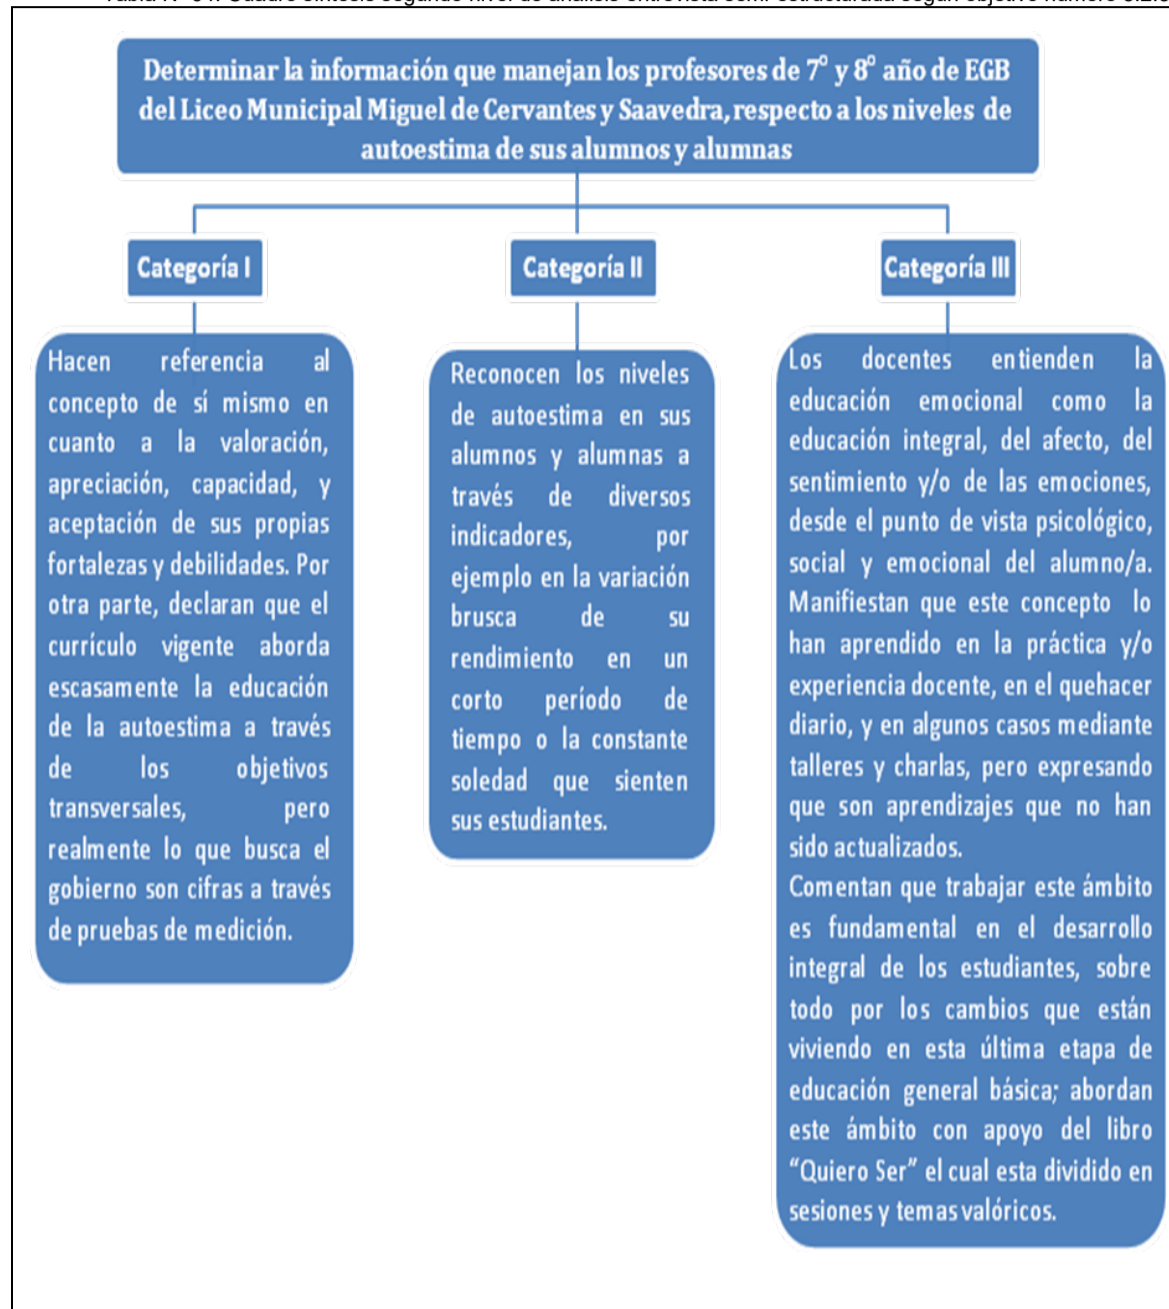 Cuadro síntesis segundo nivel de análisis entrevista semi estructurada según objetivo número
Determinar la información que manejan los profesores de 7° y 8° año de EGB
del Liceo Municipal Miguel de Cervantes y Saavedra, respecto a los niveles de
autoestima de sus alumnos y alumnas
Categoría I
Categoría II
Categoría III
Hacen referencia al
concepto de sí mismo en
cuanto a la valoración,
apreciación, capacidad, y
aceptación de sus propias
fortalezas y debilidades. Por
otra parte, declaran que el
currículo vigente aborda
escasamente la educación
de la autoestima a través
de los objetivos
transversales, pero
realmente lo que busca el
gobierno son cifras a través
de pruebas de medición.
Reconocen los niveles
de autoestima en sus
alumnos y alumnas a
través de diversos
indicadores, por
ejemplo en la variación
brusca de su
rendimiento en un
corto período de
tiempo o la constante
soledad que sienten
sus estudiantes.
Los docentes entienden la
educación emocional como la
educación integral, del afecto, del
sentimiento y/o de las emociones,
desde el punto de vista psicológico,
social y emocional del alumno/a.
Manifiestan que este concepto lo
han aprendido en la práctica y/o
experiencia docente, en el quehacer
diario, y en algunos casos mediante
talleres y charlas, pero expresando
que son aprendizajes que no han
sido actualizados.
Comentan que trabajar este ámbito
es fundamental en el desarrollo
integral de los estudiantes, sobre
todo por los cambios que están
viviendo en esta última etapa de
educación general básica; abordan
este ámbito con apoyo del libro
“Quiero Ser” el cual esta dividido en
sesiones y temas valóricos.